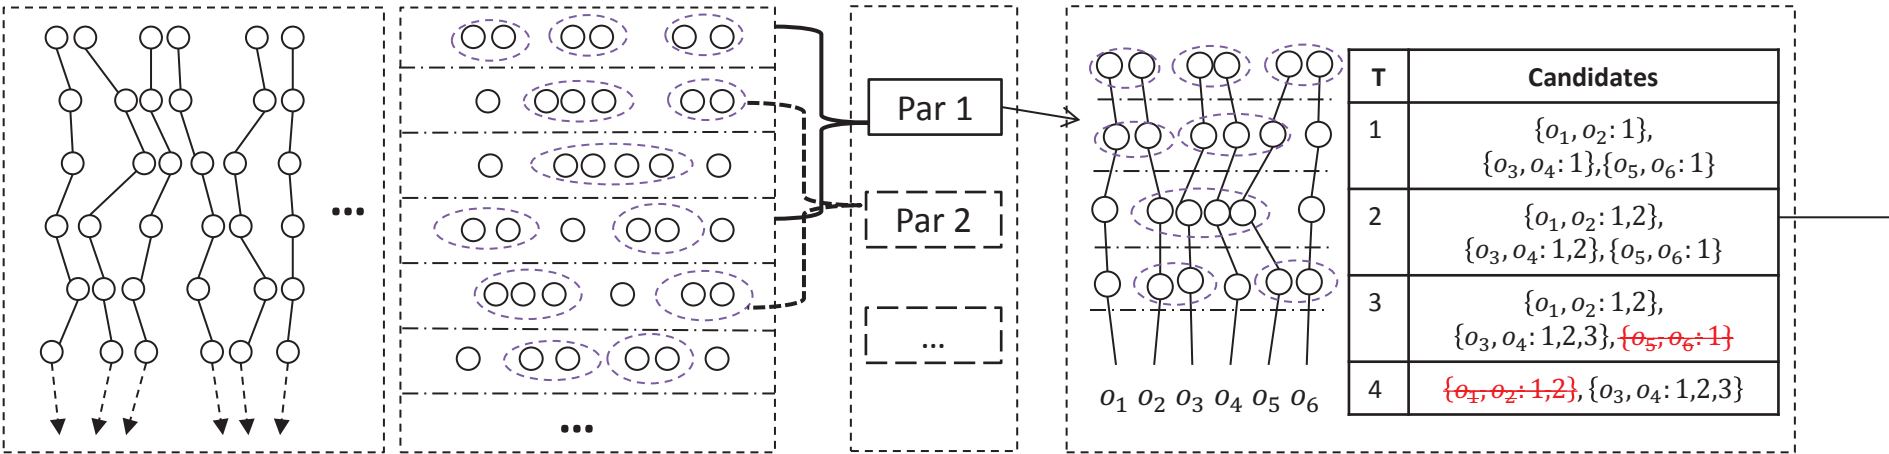 ...
...
Par 1
Par 2
...
o₁ o₂ o₃ o₄ o₅ o₆
T Candidates
1 {o₁, o₂: 1},
{o₃, o₄: 1},{o₅, o₆: 1}
2 {o₁, o₂: 1,2},
{o₃, o₄: 1,2},{o₅, o₆: 1}
3 {o₁, o₂: 1,2},
{o₃, o₄: 1,2,3},{o₅, o₆: 1}
4 {o₁, o₂: 1,2},{o₃, o₄: 1,2,3}